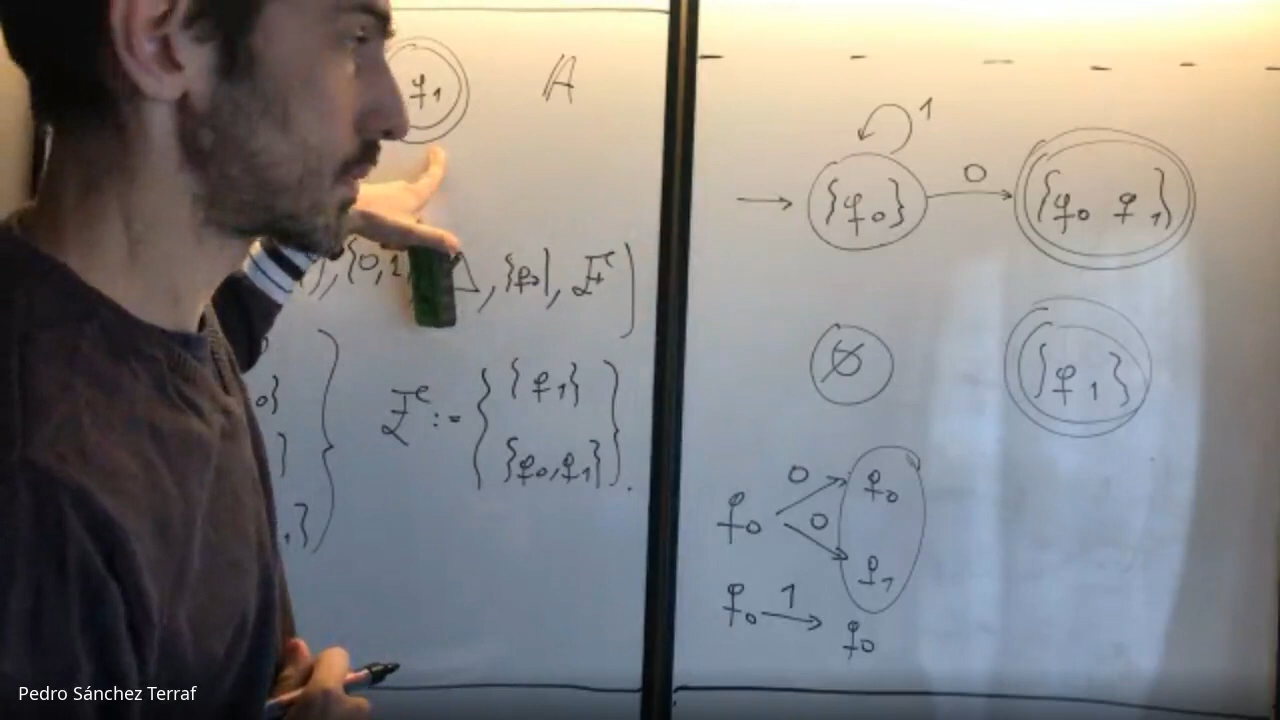 q₁ A
), {0,1 Δ, {q₀}, F)
0}
}
,}
F := { {q₁} {q₀,q₁} }.
1
→ {q₀} 0 {q₀ q₁}
∅ {q₁}
q₀ 0 q₀
0 q₁
q₀ 1 → q₀
Pedro Sánchez Terraf